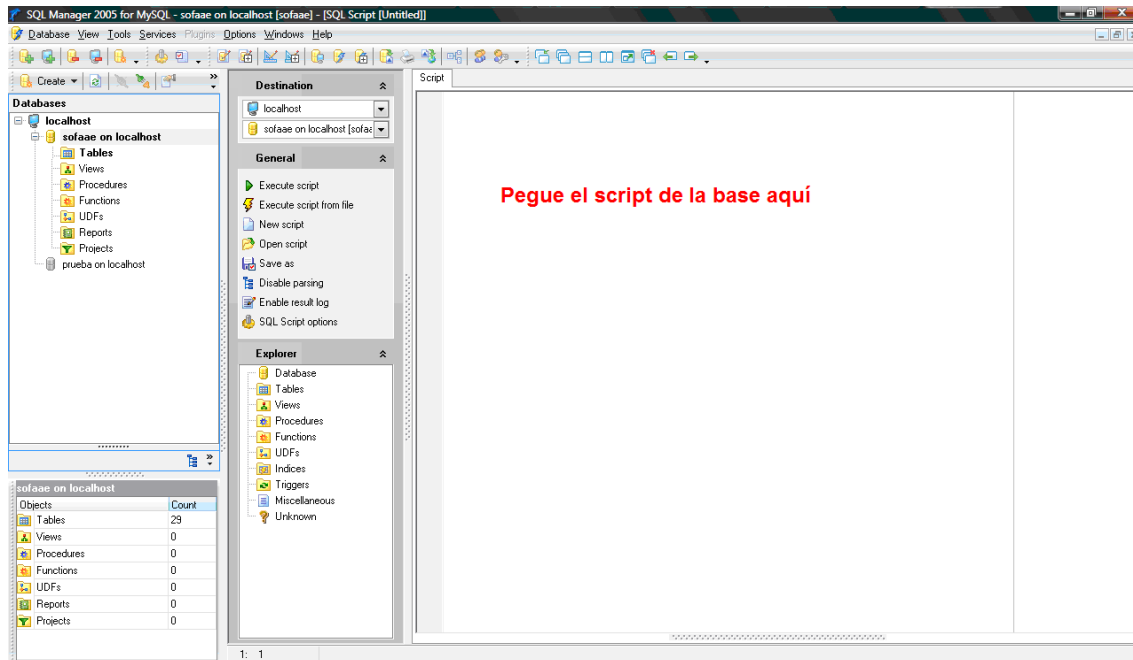 SQL Manager 2005 for MySQL - sofaae on localhost [sofaae] - [SQL Script [Untitled]]
Database View Tools Services Plugins Options Windows Help
Create
Databases
localhost
sofaae on localhost
Tables
Views
Procedures
Functions
UDFs
Reports
Projects
prueba on localhost
sofaae on localhost
Objects Count
Tables 29
Views 0
Procedures 0
Functions 0
UDFs 0
Reports 0
Projects 0
Destination
localhost
sofaae on localhost [sofaa
General
Execute script
Execute script from file
New script
Open script
Save as
Disable parsing
Enable result log
SQL Script options
Explorer
Database
Tables
Views
Procedures
Functions
UDFs
Indices
Triggers
Miscellaneous
Unknown
Script
Pegue el script de la base aquí
1: 1